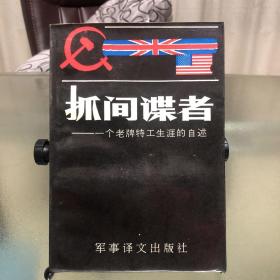 抓间谍者
——一个老牌特工生涯的自述
军事译文出版社